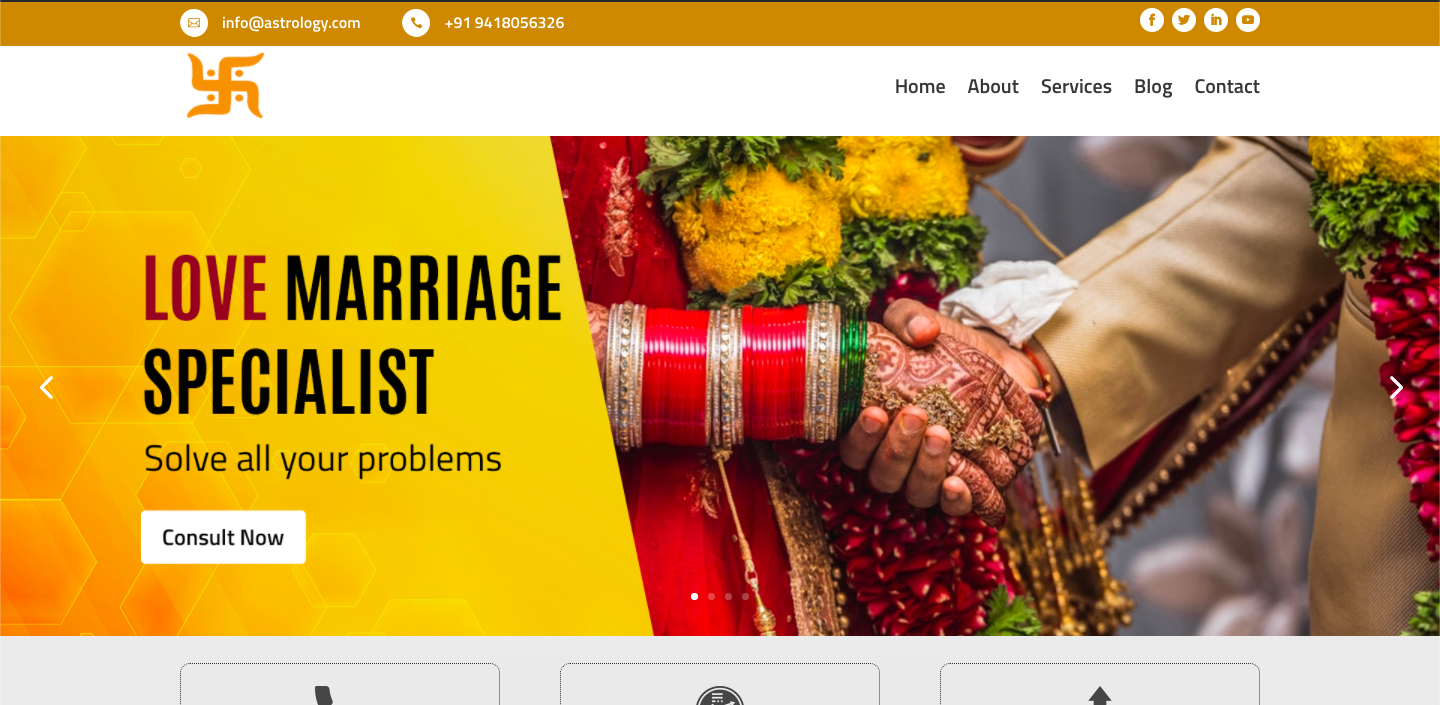 info@astrology.com +91 9418056326
Home About Services Blog Contact
LOVE MARRIAGE
SPECIALIST
Solve all your problems
Consult Now